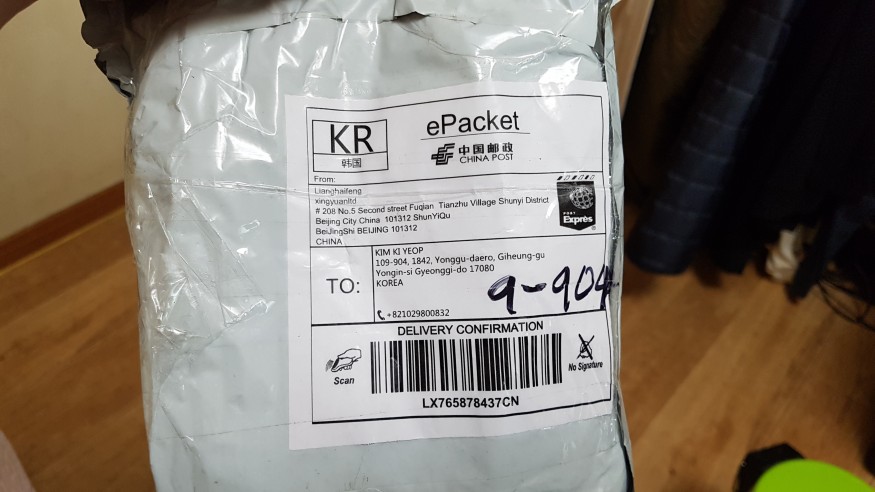 KR
韩国
ePacket
中国邮政
CHINA POST
From:
Lianghaifeng
xingyuanltd
# 208 No.5 Second street Fuqian Tianzhu Village Shunyi District
Beijing City China 101312 ShunYiQu
BeiJingShi BEIJING 101312
CHINA
POST
Exprès
TO:
KIM KI YEOP
109-904, 1842, Yonggu-daero, Giheung-gu
Yongin-si Gyeonggi-do 17080
KOREA
+821029800832
9-904
DELIVERY CONFIRMATION
Scan
No Signature
LX765878437CN